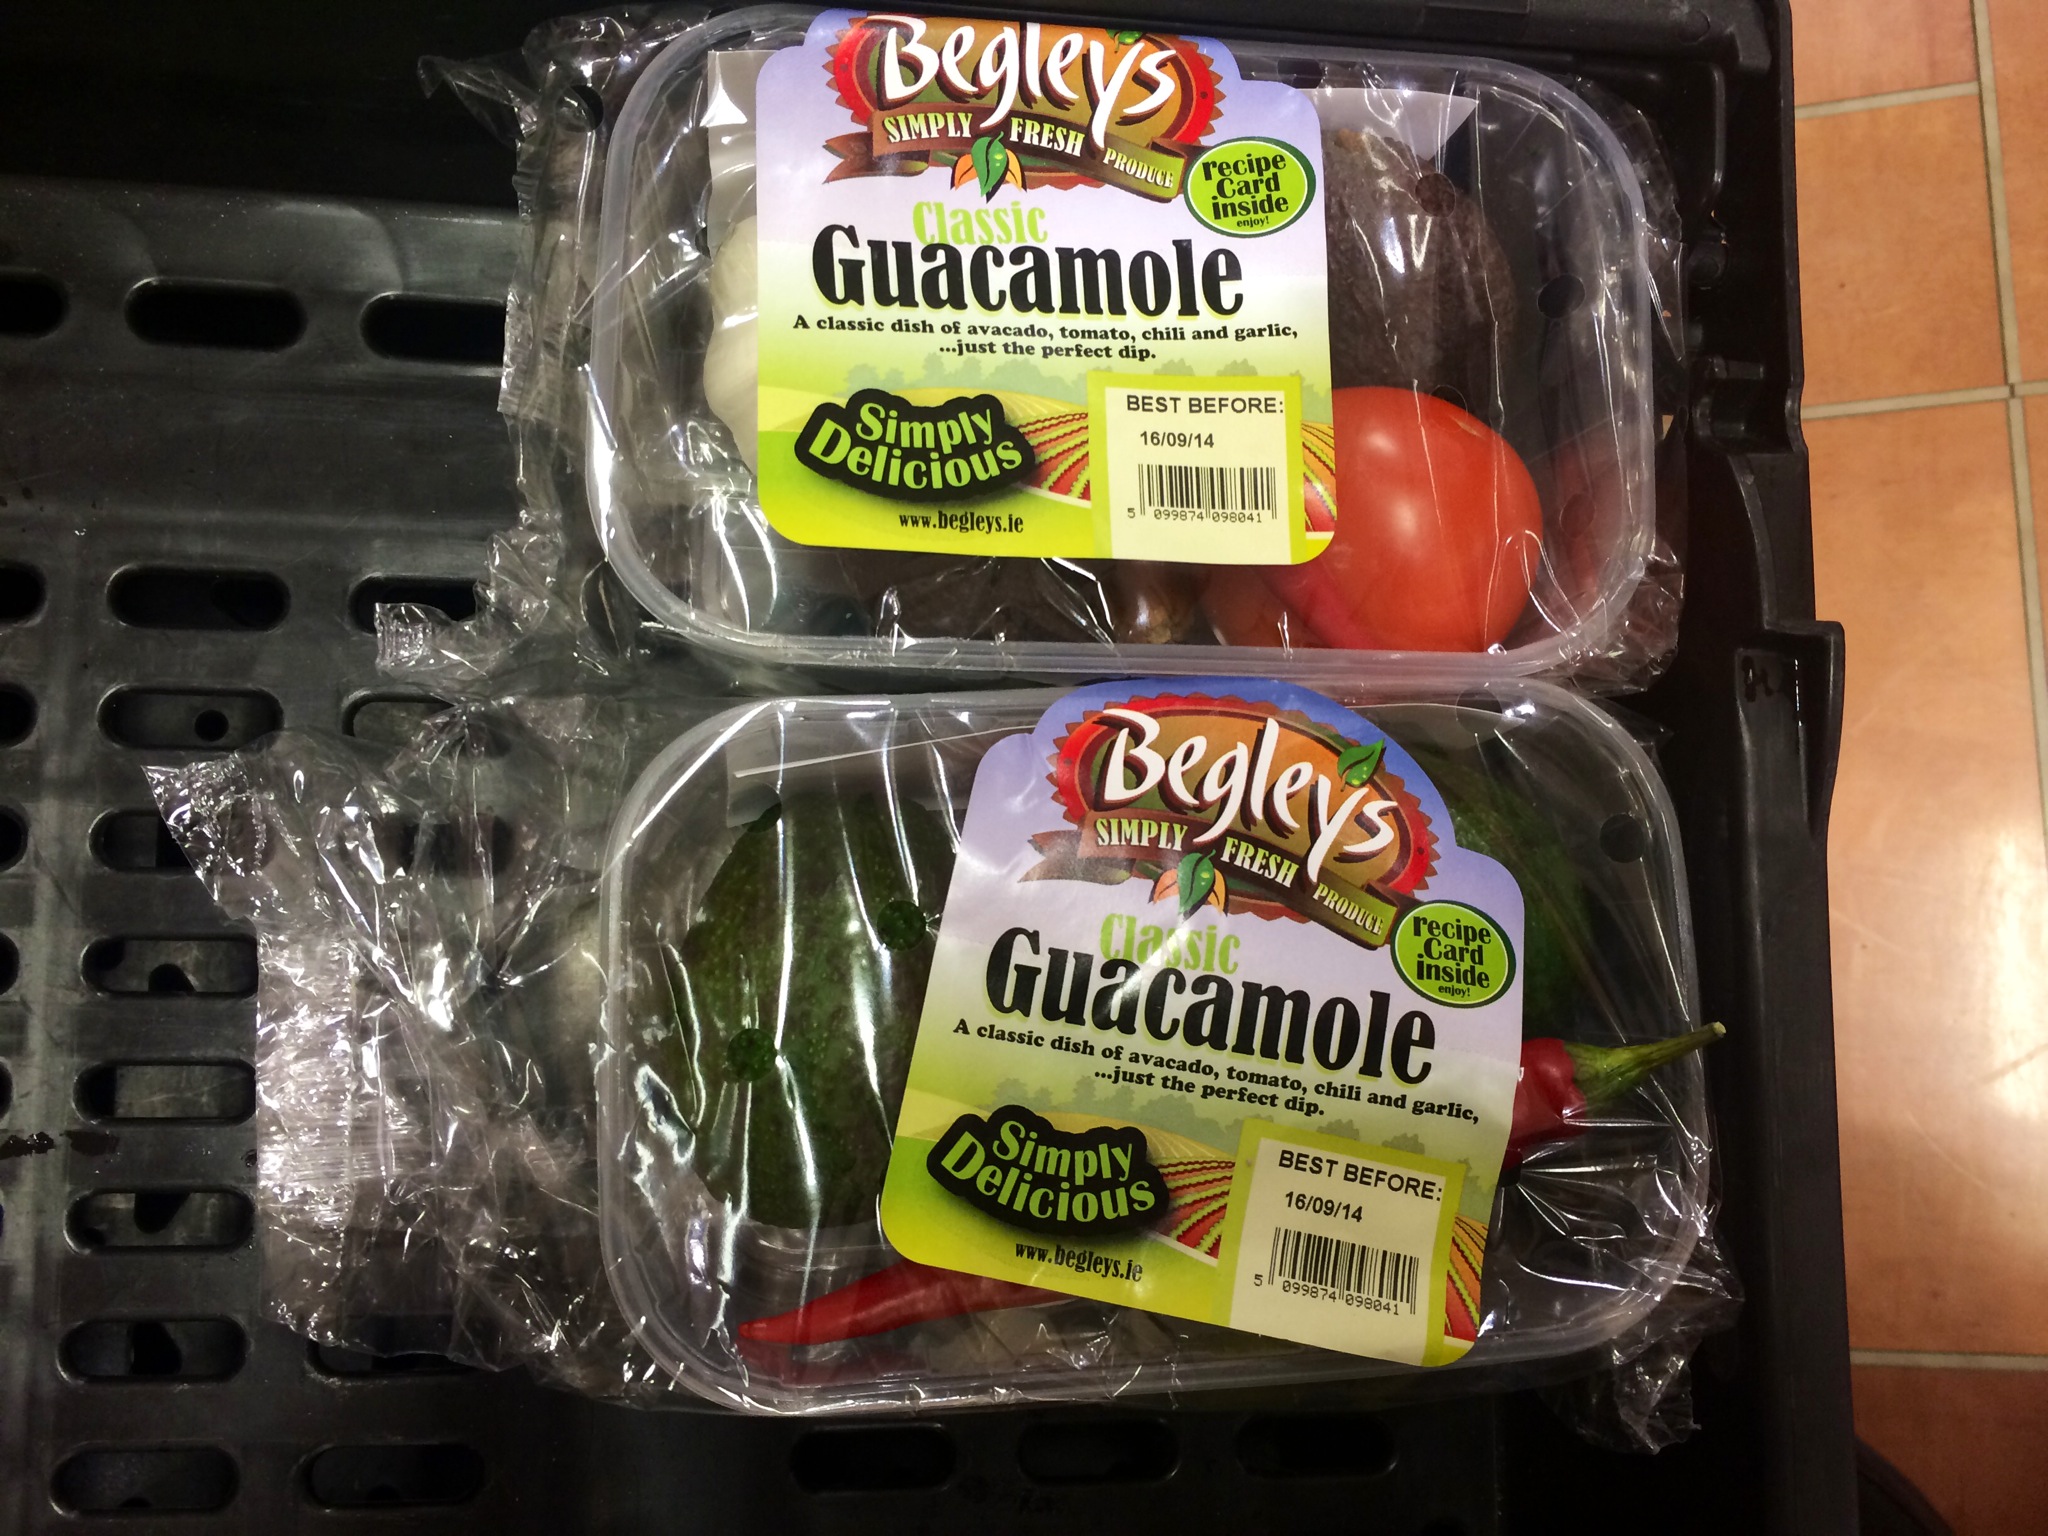 Begleys
SIMPLY FRESH PRODUCE
recipe
Card
inside
enjoy!
Classic
Guacamole
A classic dish of avacado, tomato, chili and garlic,
...just the perfect dip.
Simply
Delicious
www.begleys.ie
BEST BEFORE:
16/09/14
5 099874 098041
Begleys
SIMPLY FRESH PRODUCE
recipe
Card
inside
enjoy!
Classic
Guacamole
A classic dish of avacado, tomato, chili and garlic,
...just the perfect dip.
Simply
Delicious
www.begleys.ie
BEST BEFORE:
16/09/14
5 099874 098041